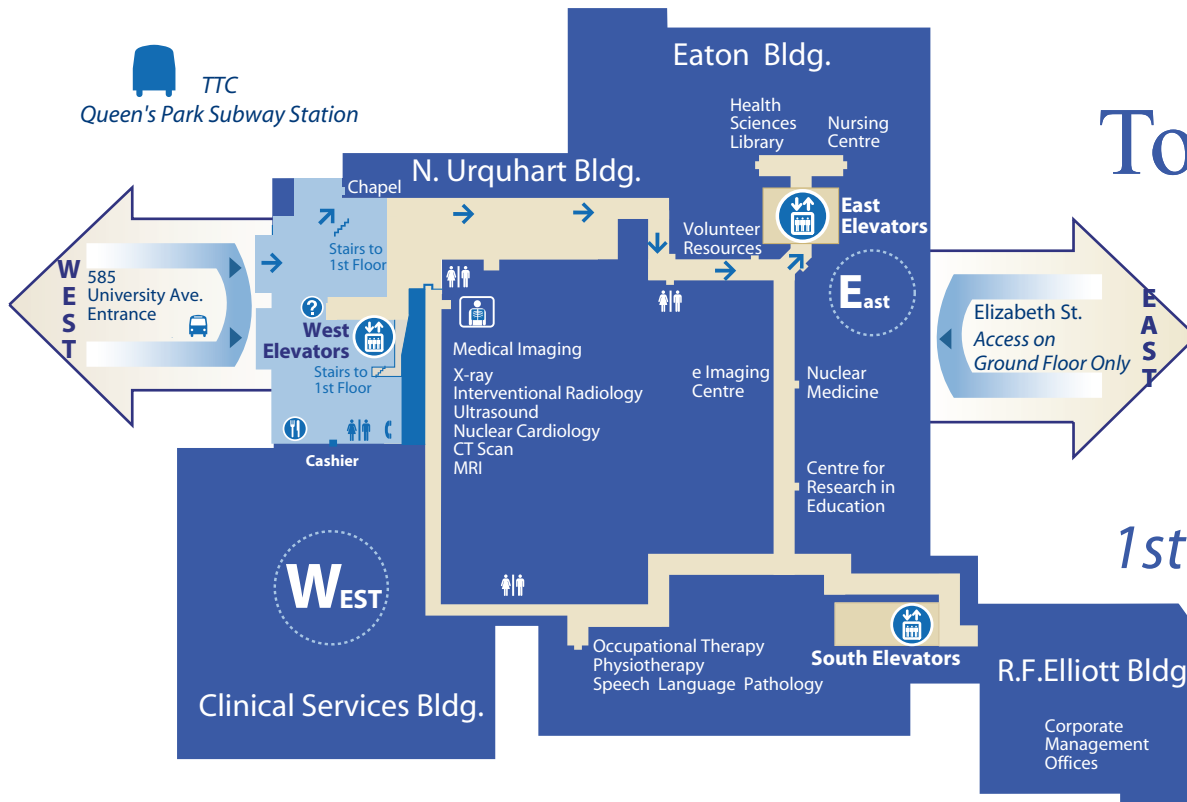 TTC
Queen's Park Subway Station
Eaton Bldg.
Health
Sciences
Library
Nursing
Centre
To
N. Urquhart Bldg.
Chapel
East
Elevators
Volunteer
Resources
Stairs to
1st Floor
WEST
585
University Ave.
Entrance
?
West
Elevators
Stairs to
1st Floor
Cashier
East
Elizabeth St.
Access on
Ground Floor Only
EAST
Medical Imaging
X-ray
Interventional Radiology
Ultrasound
Nuclear Cardiology
CT Scan
MRI
e Imaging
Centre
Nuclear
Medicine
Centre for
Research in
Education
1st
WEST
Occupational Therapy
Physiotherapy
Speech Language Pathology
South Elevators
R.F.Elliott Bldg
Clinical Services Bldg.
Corporate
Management
Offices